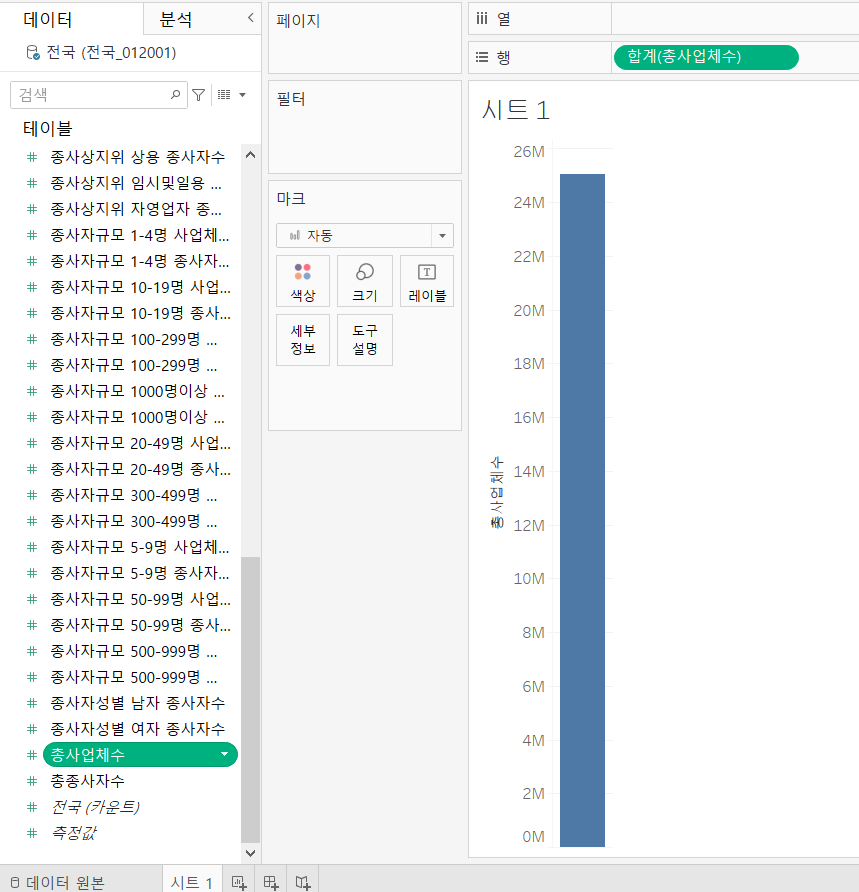 데이터
분석
전국 (전국_012001)
검색
테이블
종사상지위 상용 종사자수
종사상지위 임시및일용 ...
종사상지위 자영업자 종...
종사자규모 1-4명 사업체...
종사자규모 1-4명 종사자...
종사자규모 10-19명 사업...
종사자규모 10-19명 종사...
종사자규모 100-299명 ...
종사자규모 100-299명 ...
종사자규모 1000명이상 ...
종사자규모 1000명이상 ...
종사자규모 20-49명 사업...
종사자규모 20-49명 종사...
종사자규모 300-499명 ...
종사자규모 300-499명 ...
종사자규모 5-9명 사업체...
종사자규모 5-9명 종사자...
종사자규모 50-99명 사업...
종사자규모 50-99명 종사...
종사자규모 500-999명 ...
종사자규모 500-999명 ...
종사자성별 남자 종사자수
종사자성별 여자 종사자수
총사업체수
총종사자수
전국 (카운트)
측정값
페이지
필터
마크
자동
색상
크기
레이블
세부
정보
도구
설명
열
행
합계(총사업체수)
시트 1
26M
24M
22M
20M
18M
16M
14M
12M
10M
8M
6M
4M
2M
0M
총사업체수
데이터 원본
시트 1